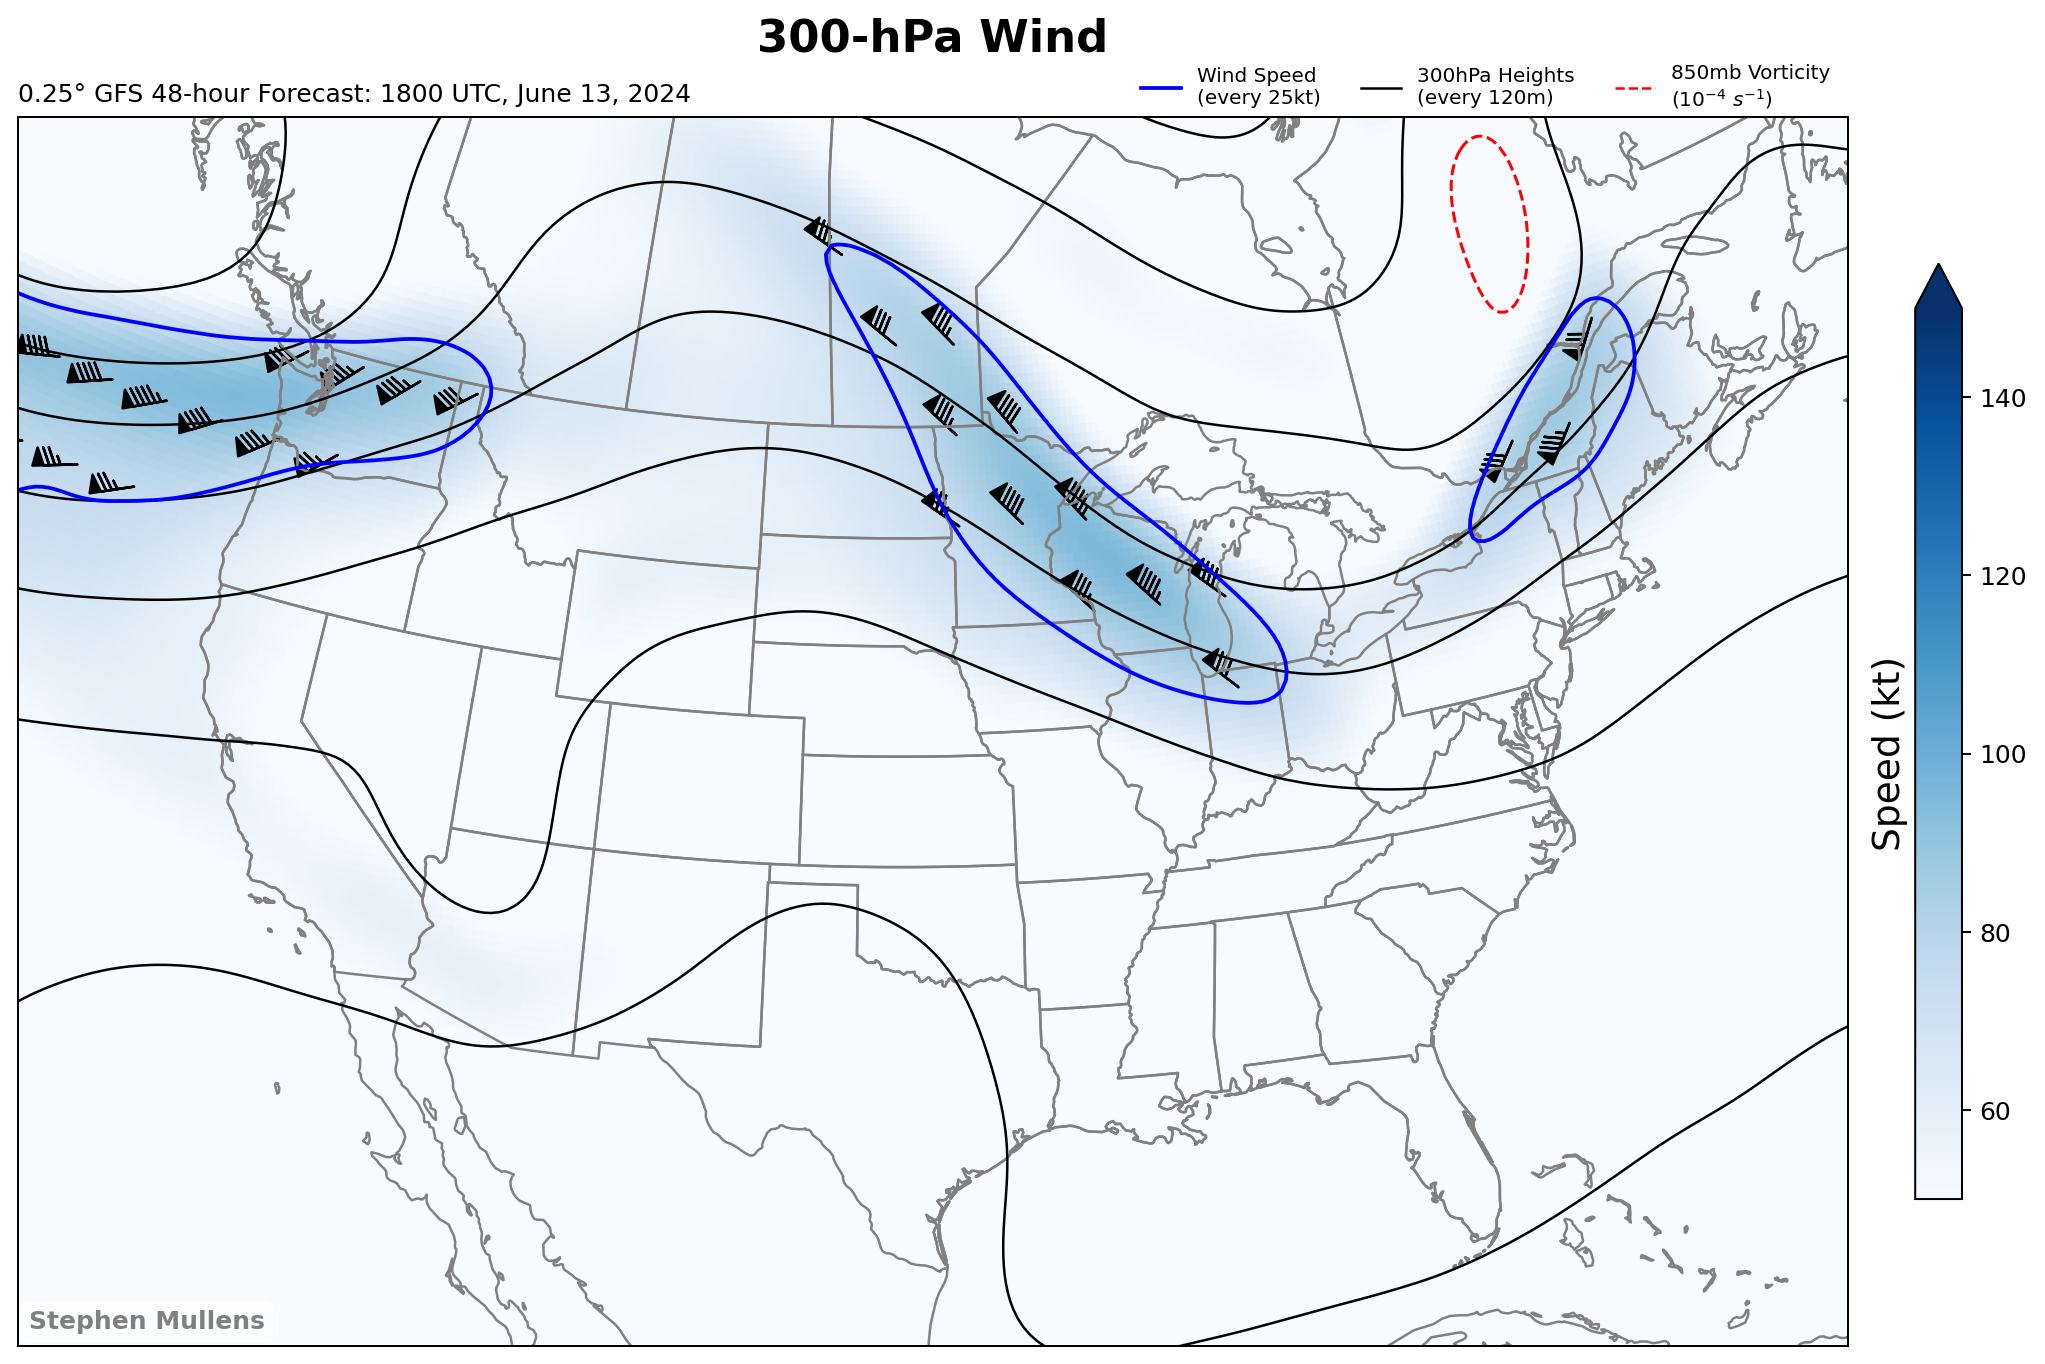 300-hPa Wind
0.25° GFS 48-hour Forecast: 1800 UTC, June 13, 2024
Wind Speed
(every 25kt)
300hPa Heights
(every 120m)
850mb Vorticity
(10⁻⁴ s⁻¹)
140
120
100
80
60
Speed (kt)
Stephen Mullens